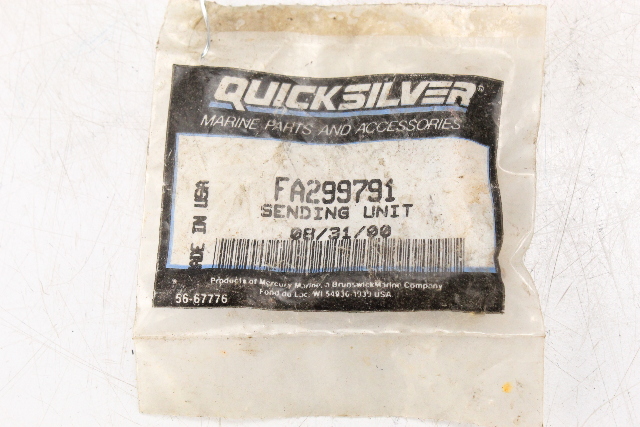 QUICKSILVER®
MARINE PARTS AND ACCESSORIES
MADE IN USA
FA299791
SENDING UNIT
08/31/90
Products of Mercury Marine, a Brunswick Marine Company
Fond du Lac, WI 54936-1939 USA.
56-67776